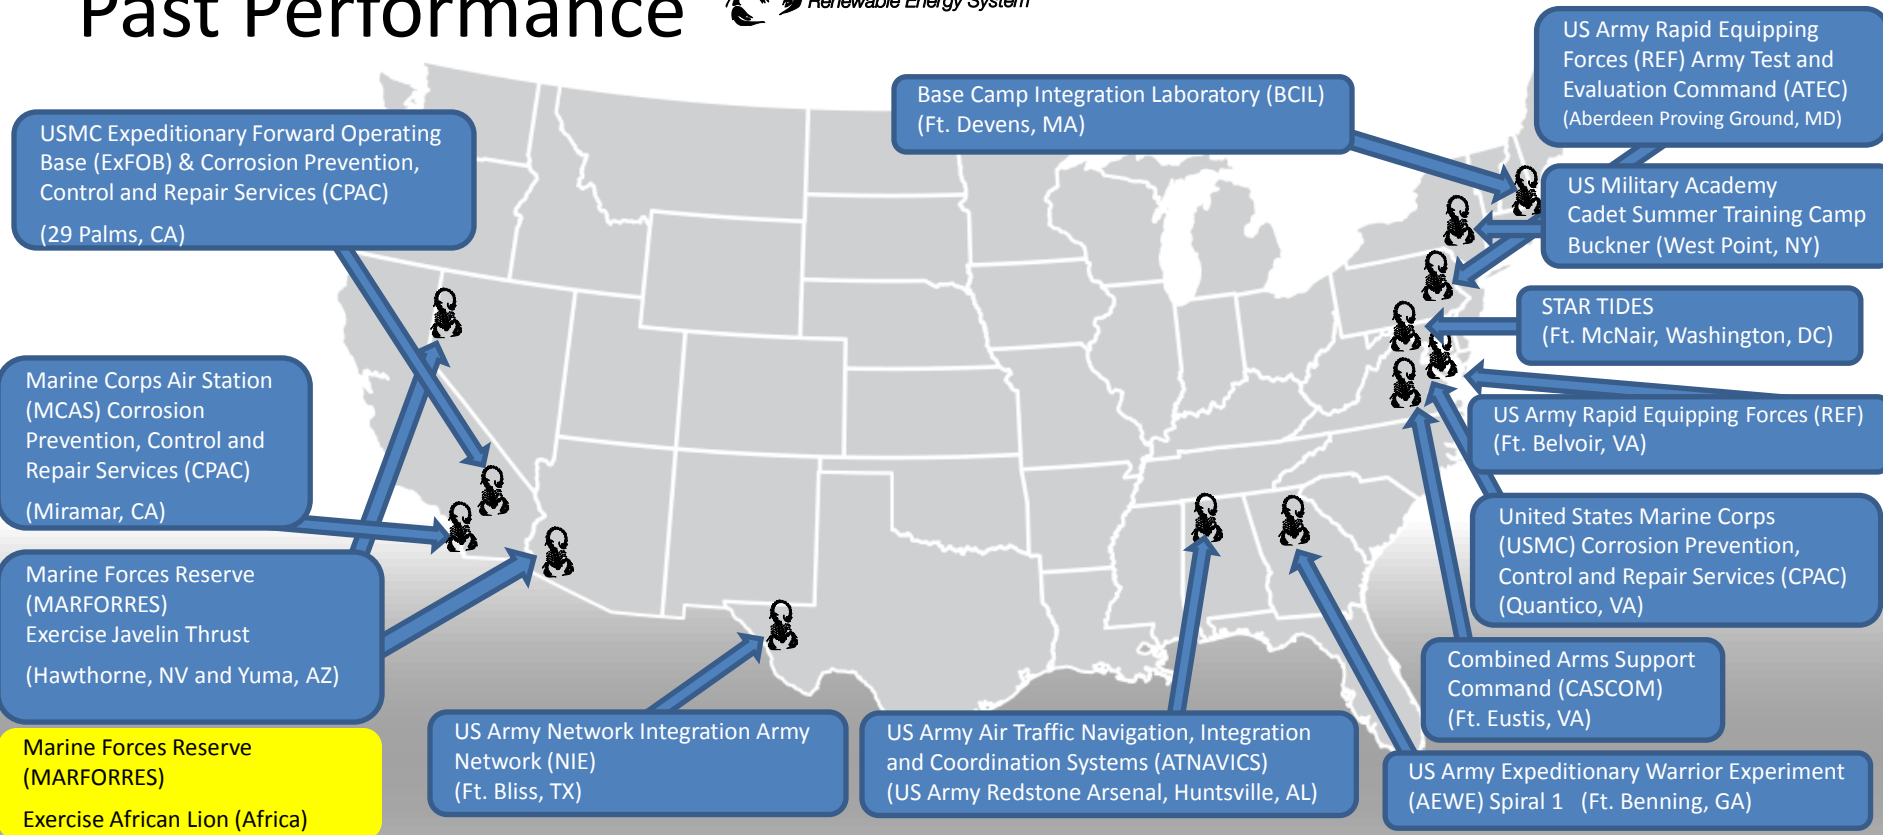 Past Performance
Renewable Energy System
US Army Rapid Equipping
Forces (REF) Army Test and
Evaluation Command (ATEC)
(Aberdeen Proving Ground, MD)
Base Camp Integration Laboratory (BCIL)
(Ft. Devens, MA)
USMC Expeditionary Forward Operating
Base (ExFOB) & Corrosion Prevention,
Control and Repair Services (CPAC)
(29 Palms, CA)
US Military Academy
Cadet Summer Training Camp
Buckner (West Point, NY)
STAR TIDES
(Ft. McNair, Washington, DC)
Marine Corps Air Station
(MCAS) Corrosion
Prevention, Control and
Repair Services (CPAC)
(Miramar, CA)
US Army Rapid Equipping Forces (REF)
(Ft. Belvoir, VA)
United States Marine Corps
(USMC) Corrosion Prevention,
Control and Repair Services (CPAC)
(Quantico, VA)
Marine Forces Reserve
(MARFORRES)
Exercise Javelin Thrust
(Hawthorne, NV and Yuma, AZ)
Combined Arms Support
Command (CASCOM)
(Ft. Eustis, VA)
Marine Forces Reserve
(MARFORRES)
Exercise African Lion (Africa)
US Army Network Integration Army
Network (NIE)
(Ft. Bliss, TX)
US Army Air Traffic Navigation, Integration
and Coordination Systems (ATNAVICS)
(US Army Redstone Arsenal, Huntsville, AL)
US Army Expeditionary Warrior Experiment
(AEWE) Spiral 1 (Ft. Benning, GA)